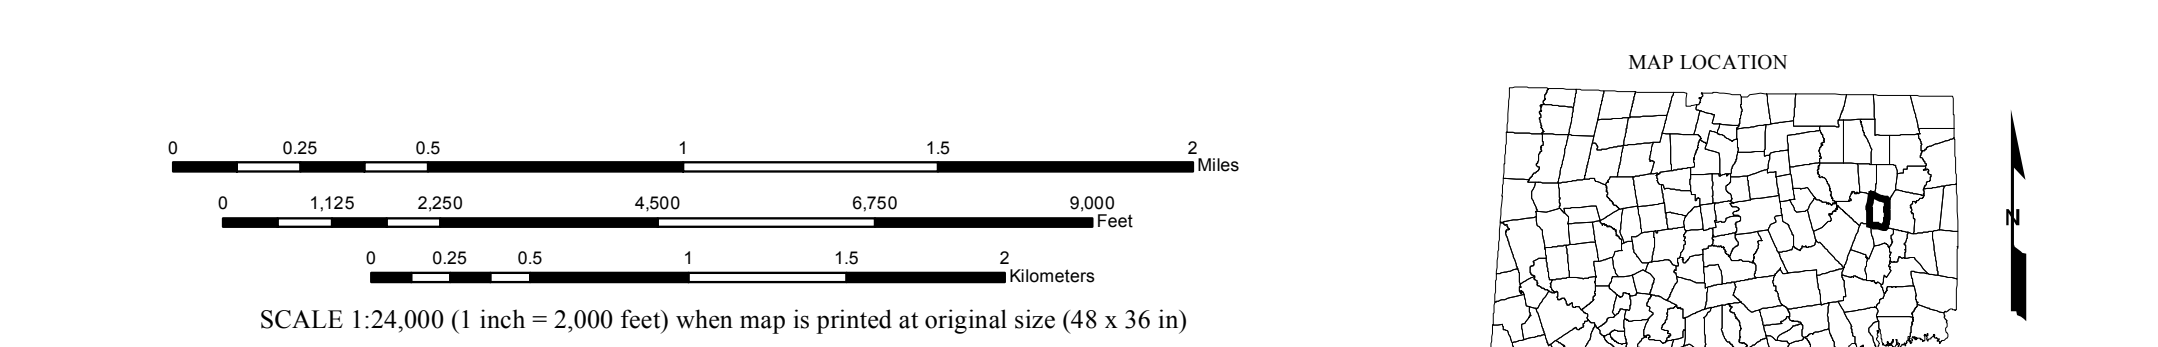 MAP LOCATION
0 0.25 0.5 1 1.5 2
Miles
0 1,125 2,250 4,500 6,750 9,000
Feet
0 0.25 0.5 1 1.5 2
Kilometers
SCALE 1:24,000 (1 inch = 2,000 feet) when map is printed at original size (48 x 36 in)
N